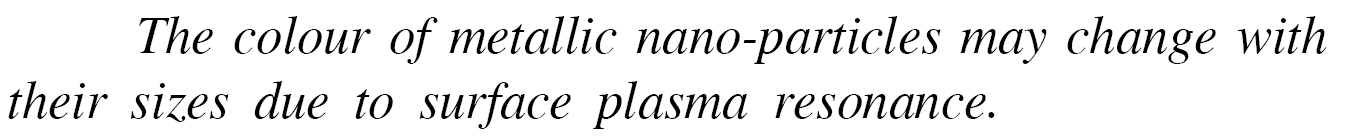 The colour of metallic nano-particles may change with
their sizes due to surface plasma resonance.